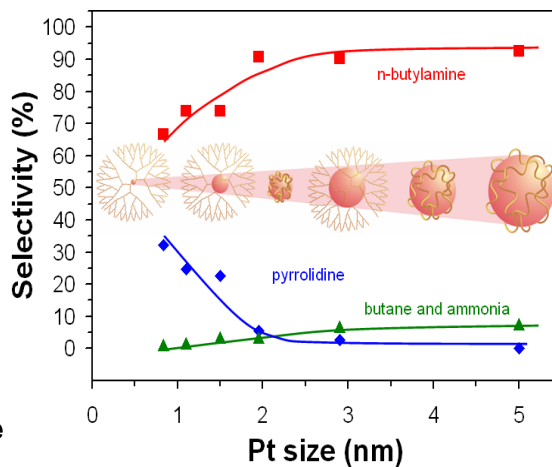 100
90
80
70
60
50
40
30
20
10
0
Selectivity (%)
n-butylamine
pyrrolidine
butane and ammonia
0 1 2 3 4 5
Pt size (nm)
e